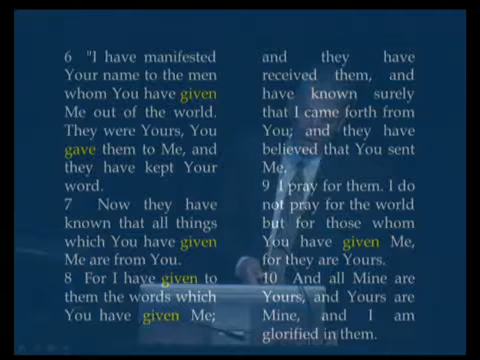 6 "I have manifested
Your name to the men
whom You have given
Me out of the world.
They were Yours, You
gave them to Me, and
they have kept Your
word.
7 Now they have
known that all things
which You have given
Me are from You.
8 For I have given to
them the words which
You have given Me;
and they have
received them, and
have known surely
that I came forth from
You; and they have
believed that You sent
Me.
9 I pray for them. I do
not pray for the world
but for those whom
You have given Me,
for they are Yours.
10 And all Mine are
Yours, and Yours are
Mine, and I am
glorified in them.